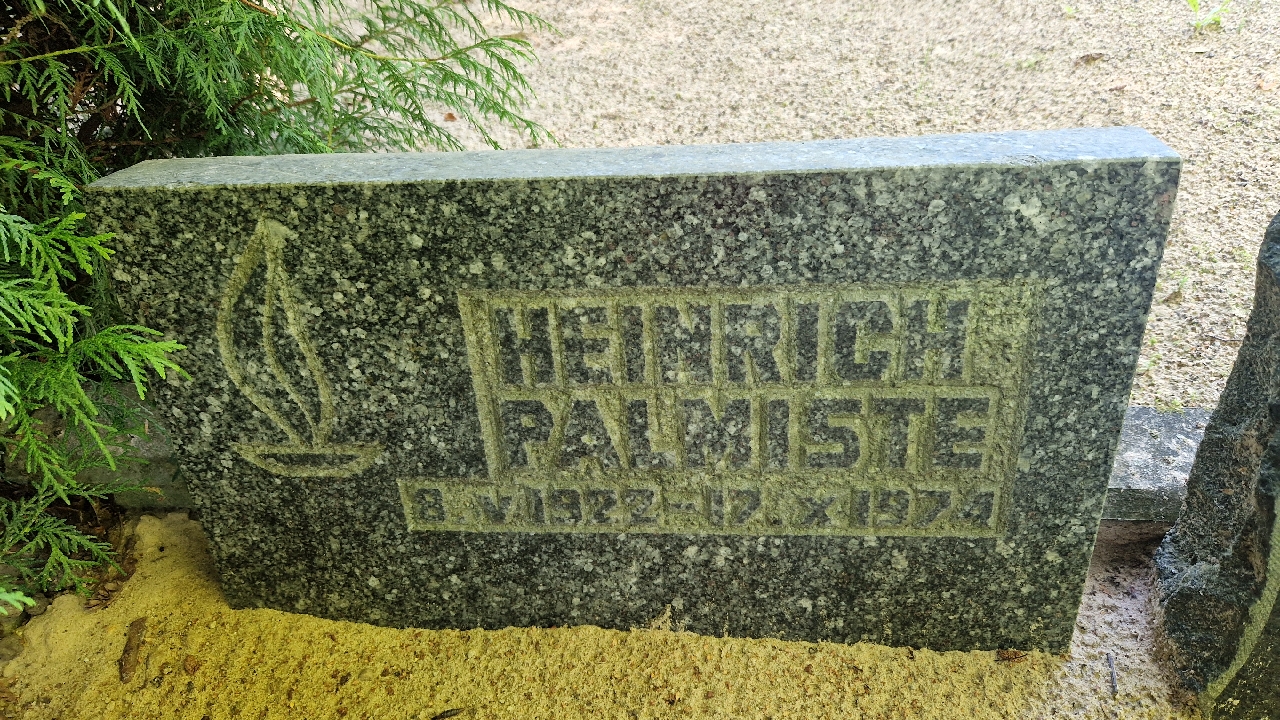 HEINRICH
PALMISTE
8 V 1922-17 X 1974